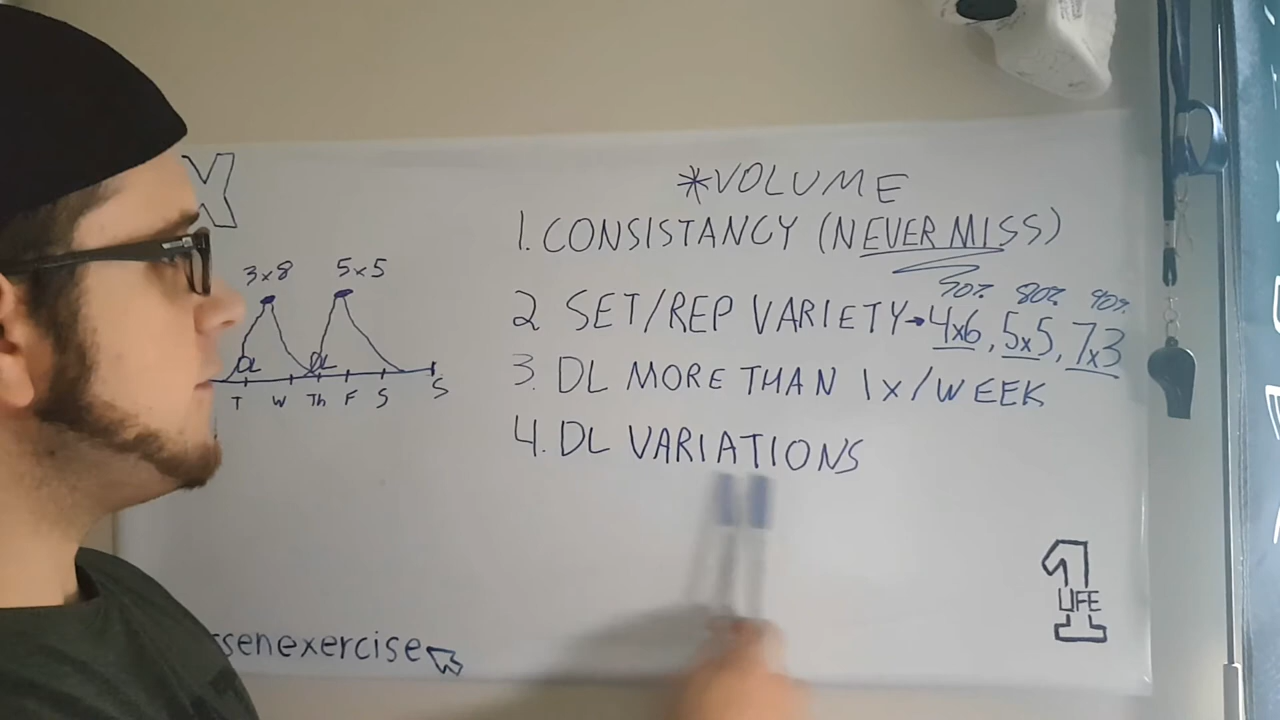 X
3x8 5x5
DL DL
T W Th F S S
*VOLUME
1. CONSISTANCY (NEVER MISS)
70% 80% 90%
2 SET/REP VARIETY→4x6, 5x5, 7x3
3. DL MORE THAN 1x/WEEK
4. DL VARIATIONS
senexercise
1
LIFE